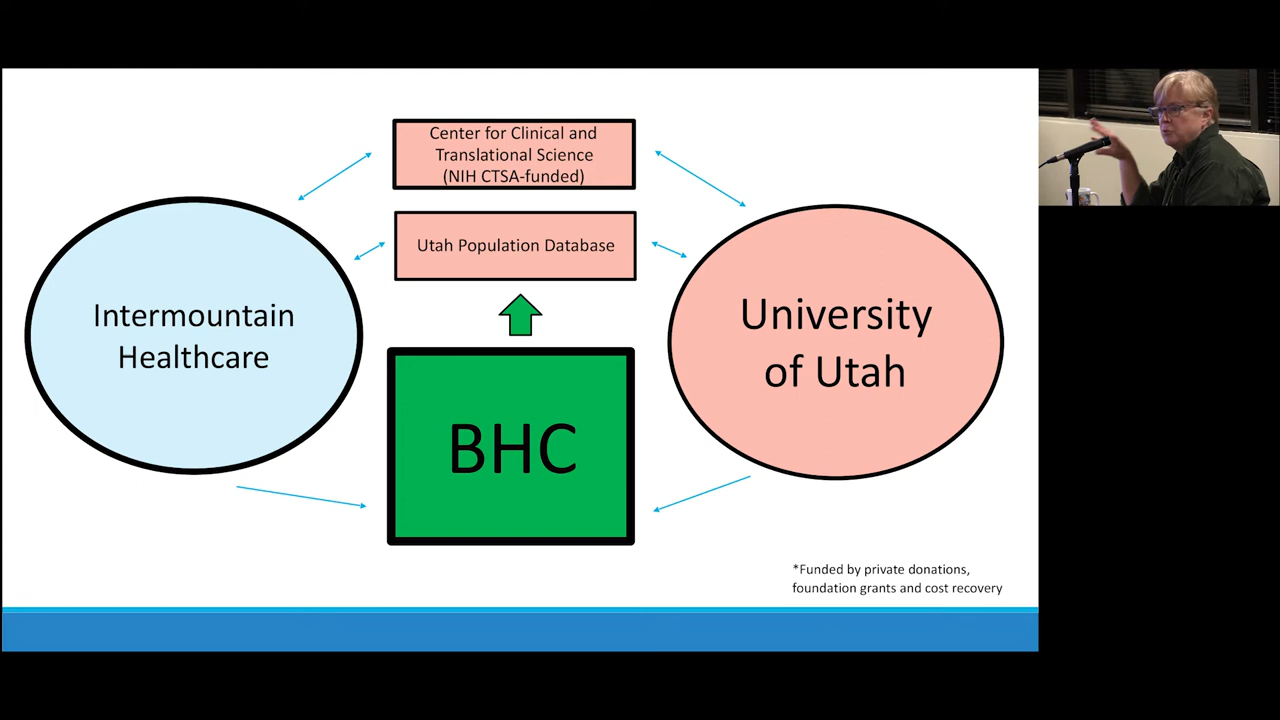 Center for Clinical and
Translational Science
(NIH CTSA-funded)
Utah Population Database
Intermountain
Healthcare
University
of Utah
BHC
*Funded by private donations,
foundation grants and cost recovery